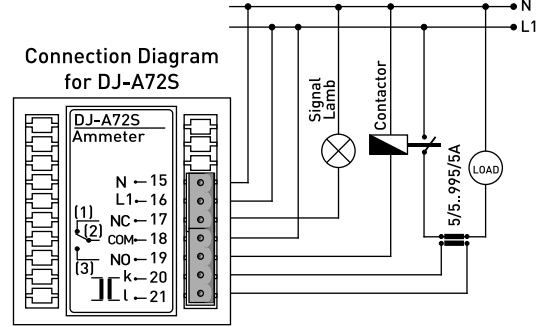 N
L1
Connection Diagram
for DJ-A72S
Signal
Lamb
Contactor
5/5..995/5A
LOAD
DJ-A72S
Ammeter
N 15
L1 16
(1) NC 17
(2) COM 18
NO 19
(3) k 20
l 21